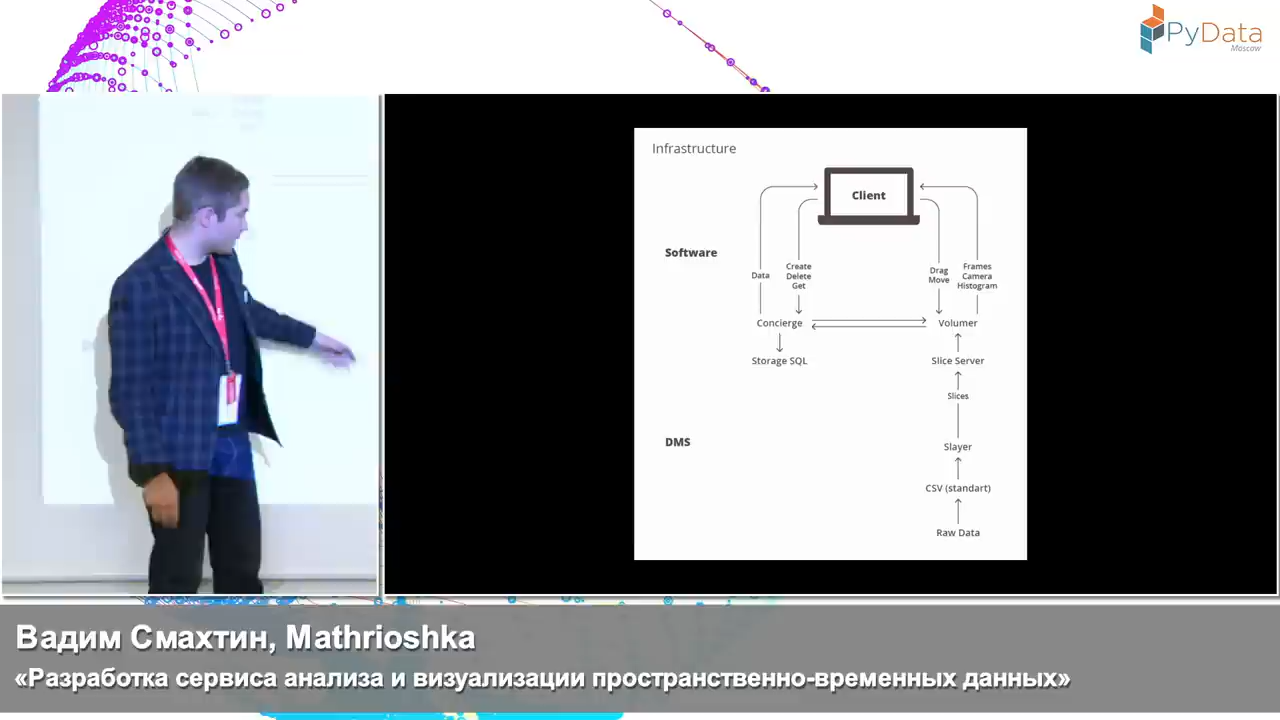 PyData
Moscow
Infrastructure
Client
Software
Data
Create
Delete
Get
Drag
Move
Frames
Camera
Histogram
Concierge
Volumer
Storage SQL
Slice Server
Slices
DMS
Slayer
CSV (standart)
Raw Data
Вадим Смахтин, Mathrioshka
«Разработка сервиса анализа и визуализации пространственно-временных данных»